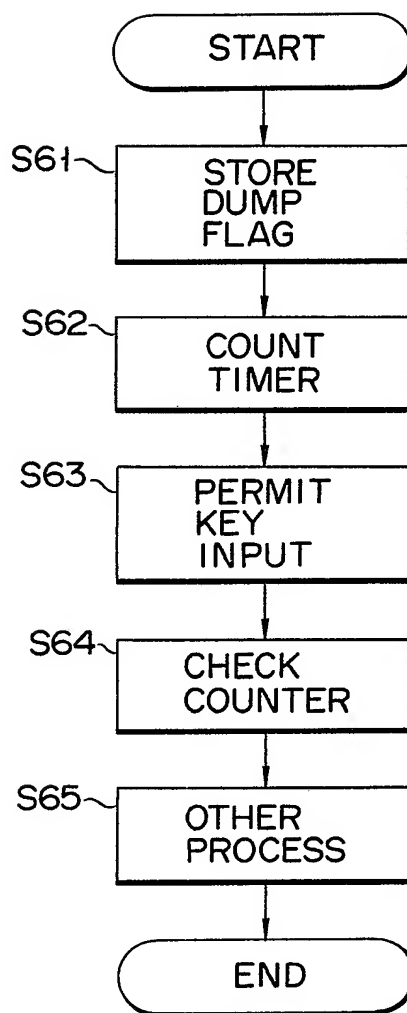 START
S61
STORE
DUMP
FLAG
S62
COUNT
TIMER
S63
PERMIT
KEY
INPUT
S64
CHECK
COUNTER
S65
OTHER
PROCESS
END